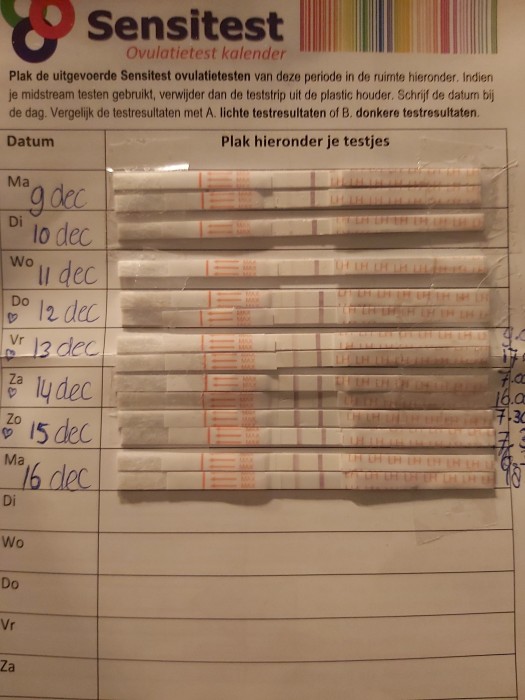 Sensitest
Ovulatietest kalender
Plak de uitgevoerde Sensitest ovulatietesten van deze periode in de ruimte hieronder. Indien
je midstream testen gebruikt, verwijder dan de teststrip uit de plastic houder. Schrijf de datum bij
de dag. Vergelijk de testresultaten met A. lichte testresultaten of B. donkere testresultaten.
Datum Plak hieronder je testjes
Ma 9 dec
Di 10 dec
Wo 11 dec
Do 12 dec
Vr 13 dec
Za 14 dec
Zo 15 dec 7.30
Ma 16 dec
Di
Wo
Do
Vr
Za